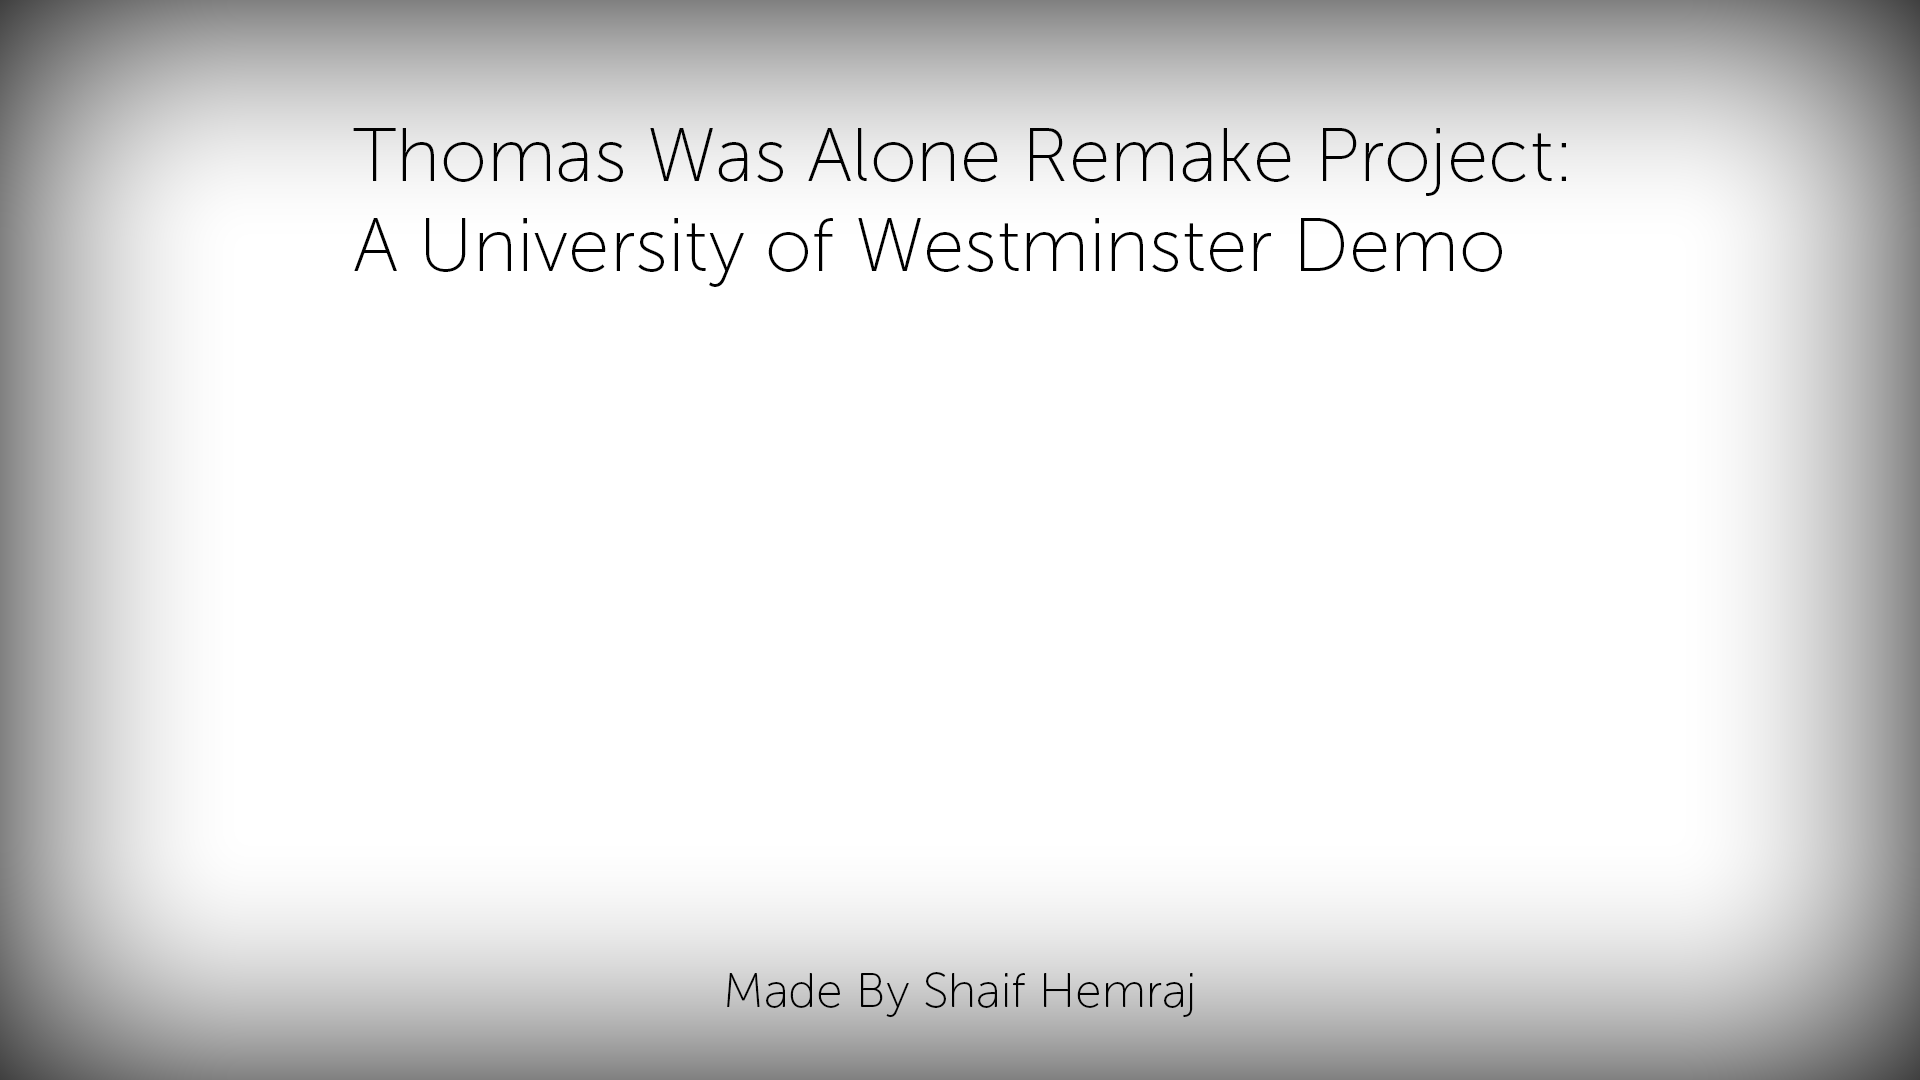 Thomas Was Alone Remake Project:
A University of Westminster Demo
Made By Shaif Hemraj